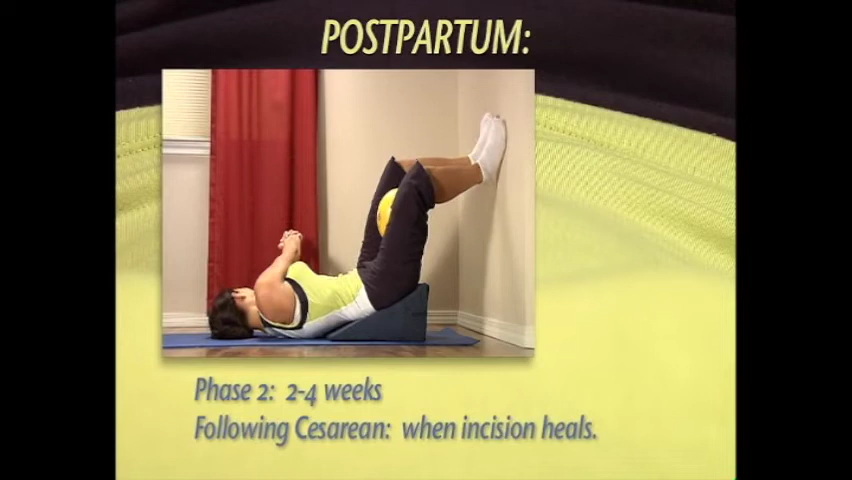 POSTPARTUM:
Phase 2: 2-4 weeks
Following Cesarean: when incision heals.